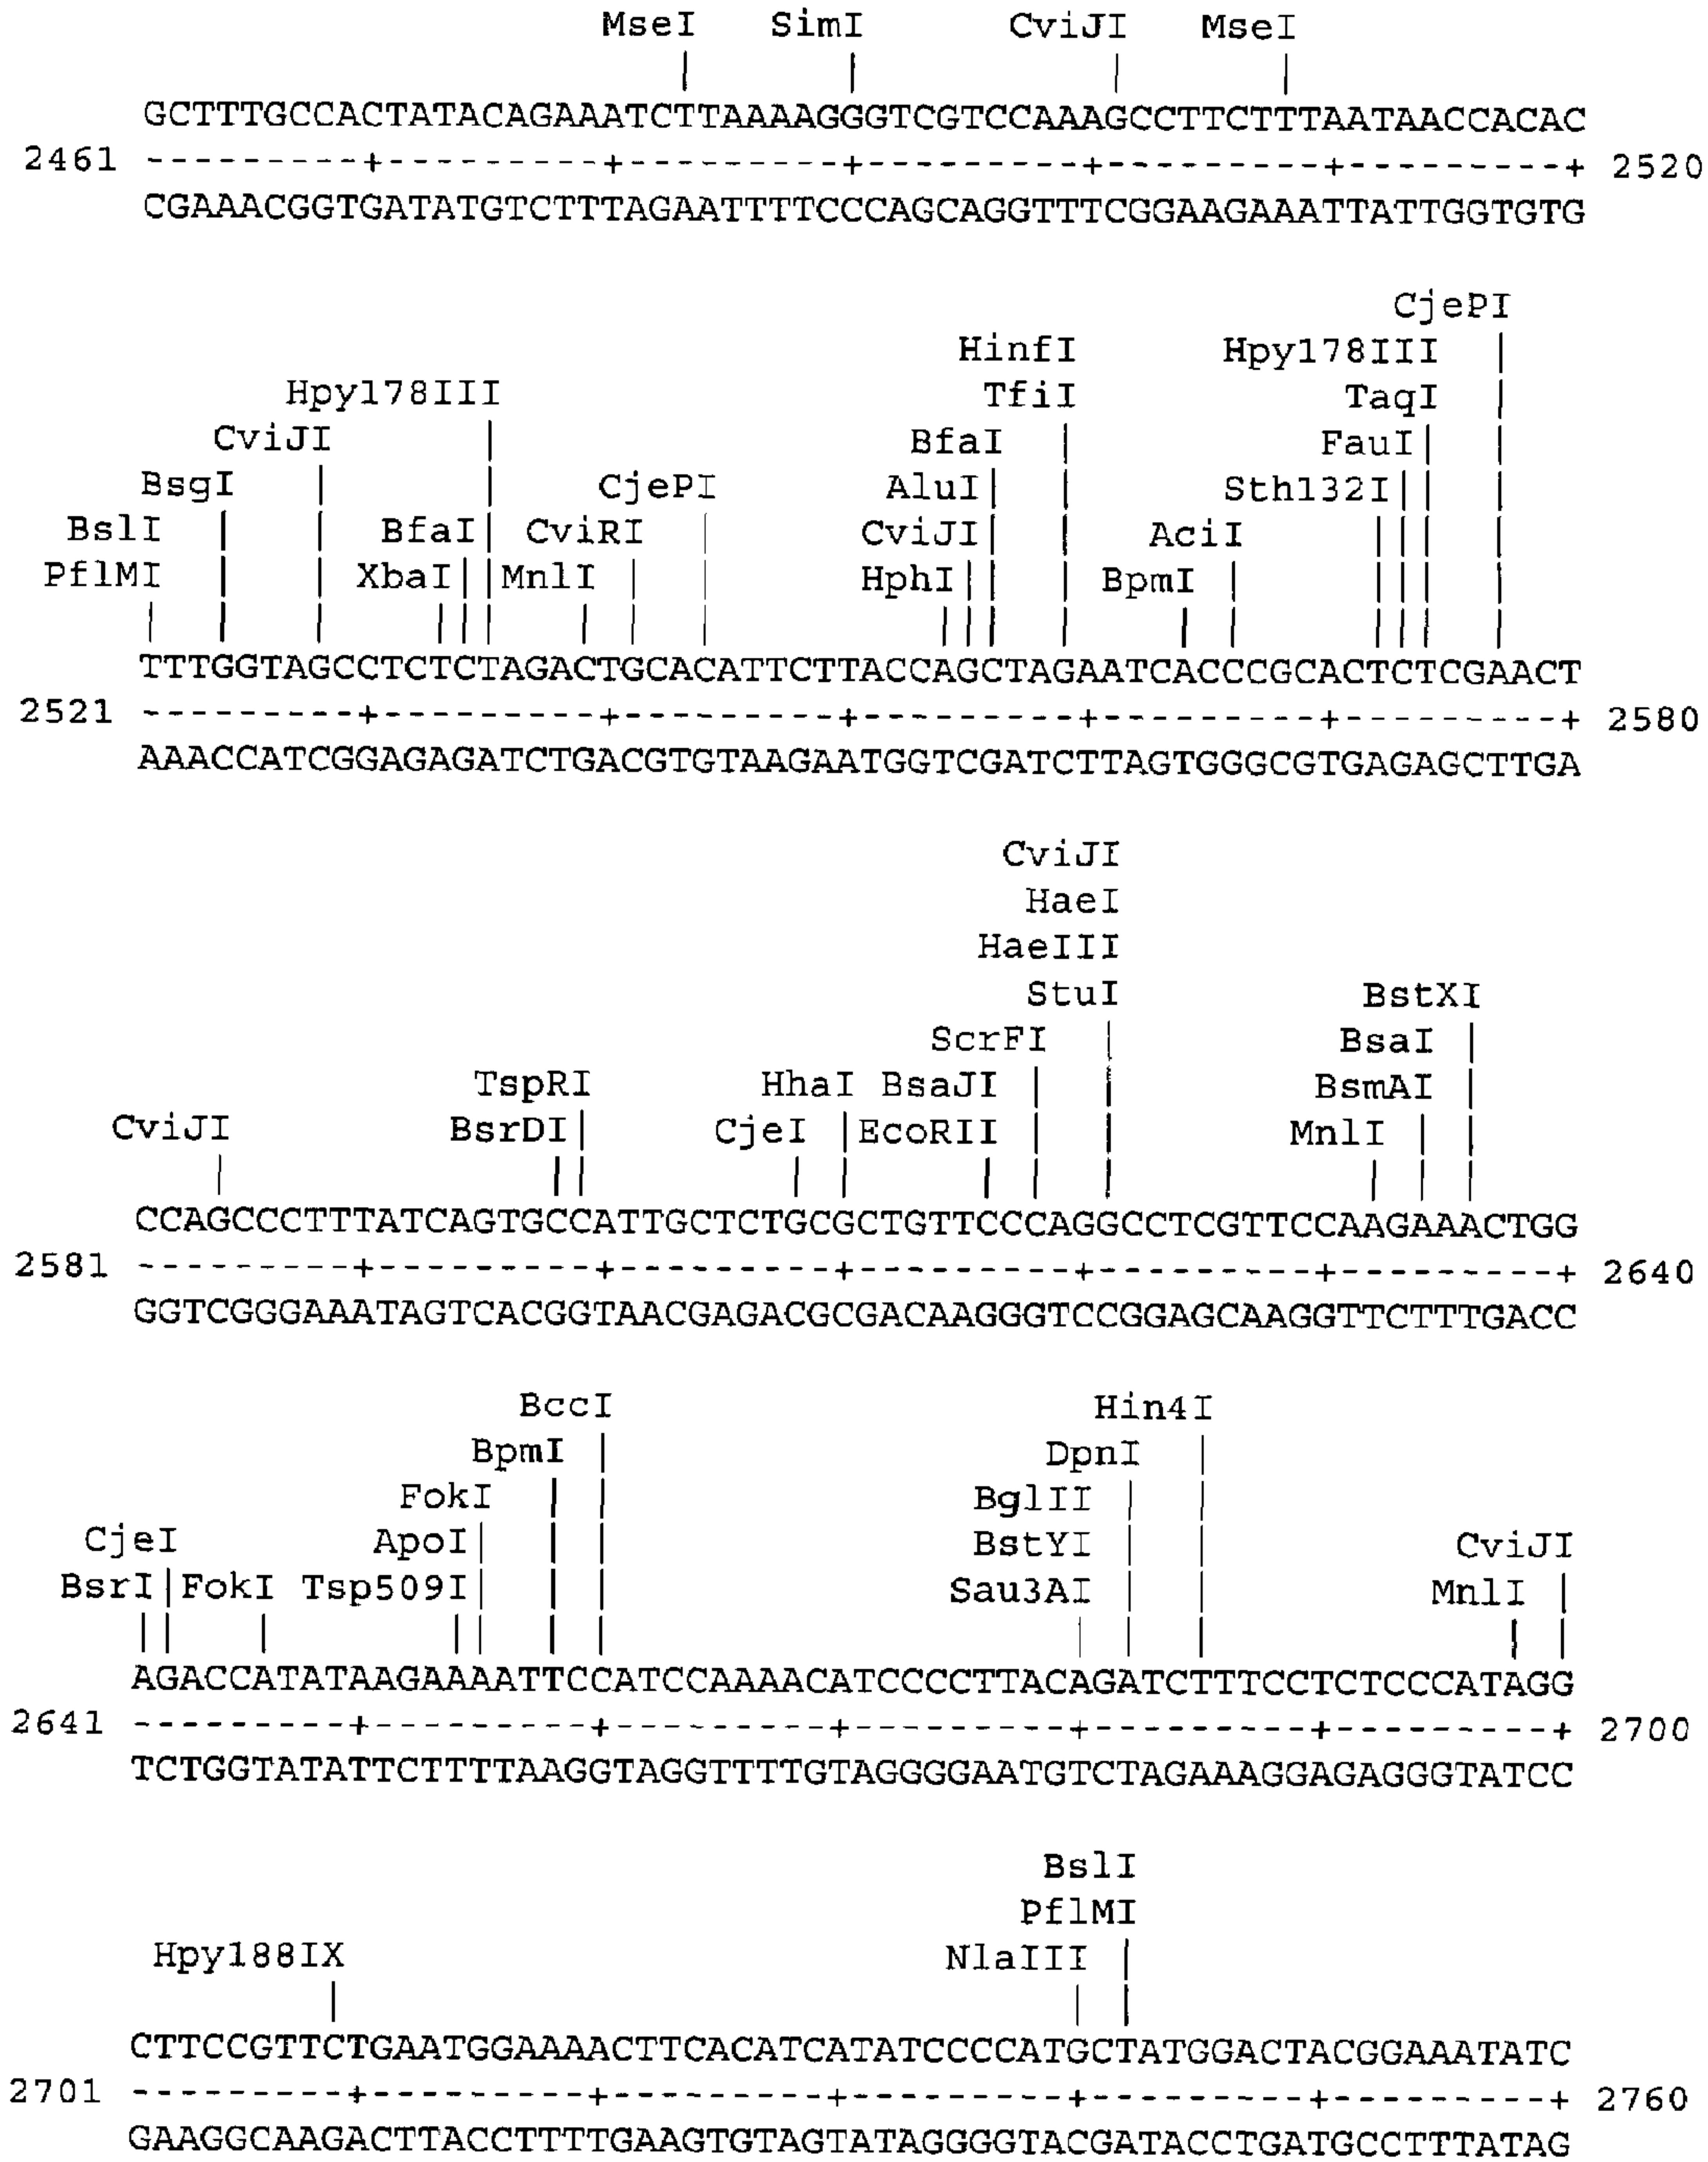 MseI SimI CviJI MseI
GCTTTGCCACTATACAGAAATCTTAAAAGGGTCGTCCAAAGCCTTCTTTAATAACCACAC
2461 ---------+---------+---------+---------+---------+---------+ 2520
CGAAACGGTGATATGTCTTTAGAATTTTCCCAGCAGGTTTCGGAAGAAATTATTGGTGTG
CjePI
HinfI Hpy178III
Hpy178III TfiI TaqI
CviJI BfaI FauI
BsgI CjePI AluI Sth132I
BslI BfaI CviRI CviJI AciI
PflMI XbaI MnlI HphI BpmI
TTTGGTAGCCTCTCTAGACTGCACATTCTTACCAGCTAGAATCACCCGCACTCTCGAACT
2521 ---------+---------+---------+---------+---------+---------+ 2580
AAACCATCGGAGAGATCTGACGTGTAAGAATGGTCGATCTTAGTGGGCGTGAGAGCTTGA
CviJI
HaeI
HaeIII
StuI BstXI
ScrFI BsaI
TspRI HhaI BsaJI BsmAI
CviJI BsrDI CjeI EcoRII MnlI
CCAGCCCTTTATCAGTGCCATTGCTCTGCGCTGTTCCCAGGCCTCGTTCCAAGAAACTGG
2581 ---------+---------+---------+---------+---------+---------+ 2640
GGTCGGGAAATAGTCACGGTAACGAGACGCGACAAGGGTCCGGAGCAAGGTTCTTTGACC
BccI Hin4I
BpmI DpnI
FokI BglII
CjeI ApoI BstYI CviJI
BsrI FokI Tsp509I Sau3AI MnlI
AGACCATATAAGAAAATTCCATCCAAAACATCCCCTTACAGATCTTTCCTCTCCCATAGG
2641 ---------+---------+---------+---------+---------+---------+ 2700
TCTGGTATATTCTTTTAAGGTAGGTTTTGTAGGGGAATGTCTAGAAAGGAGAGGGTATCC
BslI
PflMI
Hpy188IX NlaIII
CTTCCGTTCTGAATGGAAAACTTCACATCATATCCCCATGCTATGGACTACGGAAATATC
2701 ---------+---------+---------+---------+---------+---------+ 2760
GAAGGCAAGACTTACCTTTTGAAGTGTAGTATAGGGGTACGATACCTGATGCCTTTATAG